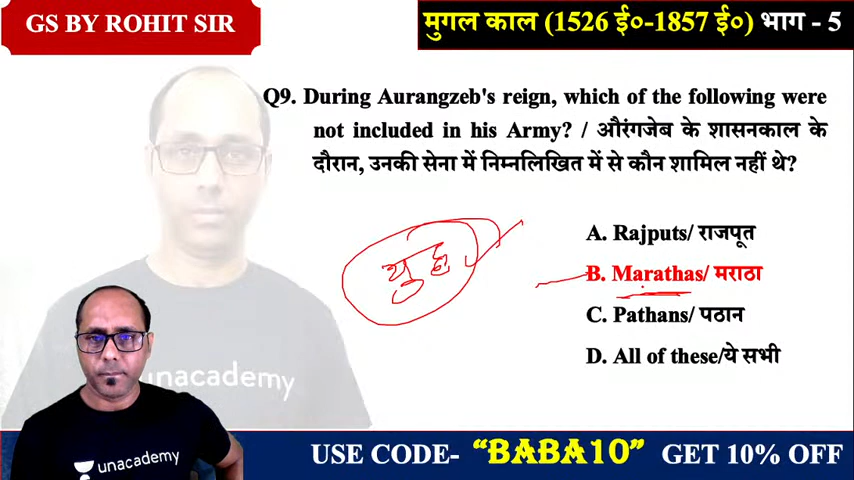 GS BY ROHIT SIR
मुगल काल (1526 ई०-1857 ई०) भाग - 5
Q9. During Aurangzeb's reign, which of the following were
not included in his Army? / औरंगजेब के शासनकाल के
दौरान, उनकी सेना में निम्नलिखित में से कौन शामिल नहीं थे?
A. Rajputs/ राजपूत
B. Marathas/ मराठा
C. Pathans/ पठान
D. All of these/ये सभी
unacademy
unacademy
USE CODE- “BABA10” GET 10% OFF